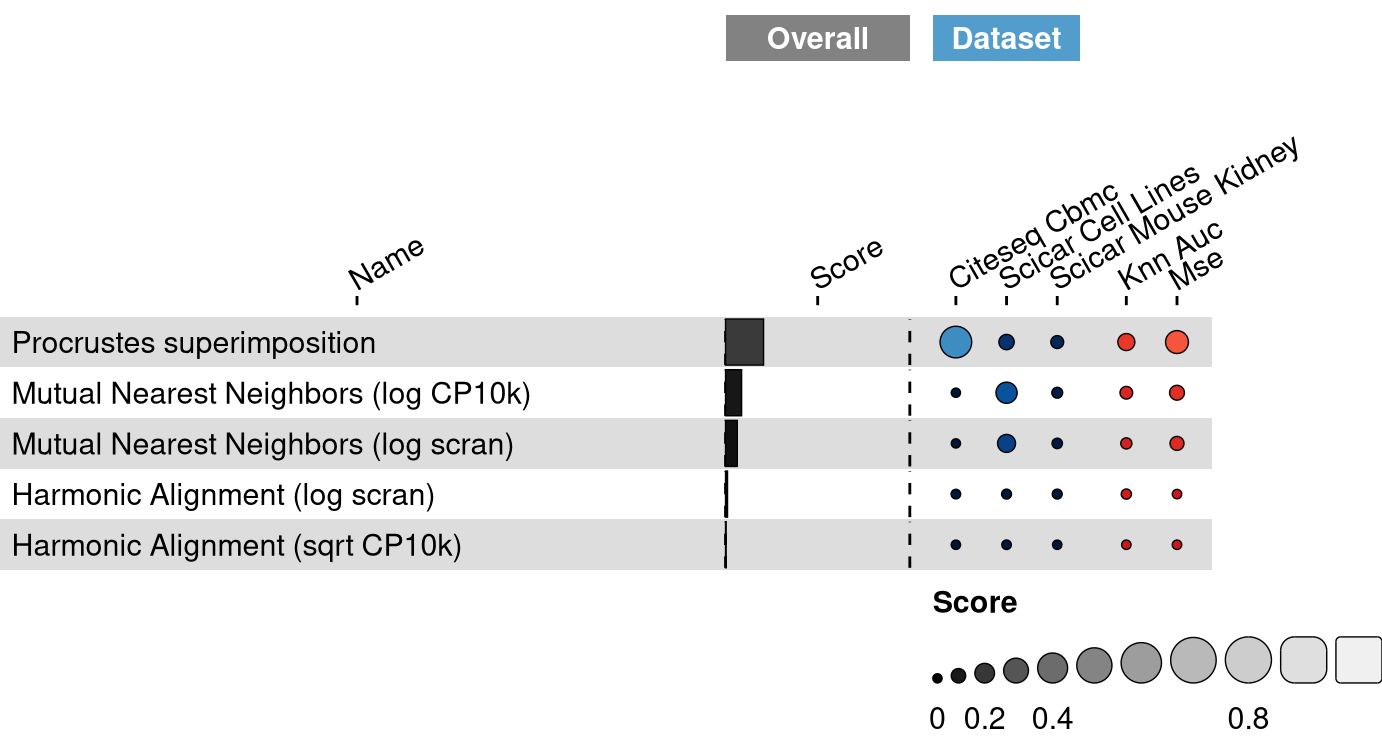 Overall
Dataset
Name
Score
Citeseq Cbmc
Scicar Cell Lines
Scicar Mouse Kidney
Knn Auc
Mse
Procrustes superimposition
Mutual Nearest Neighbors (log CP10k)
Mutual Nearest Neighbors (log scran)
Harmonic Alignment (log scran)
Harmonic Alignment (sqrt CP10k)
Score
0 0.2 0.4 0.8